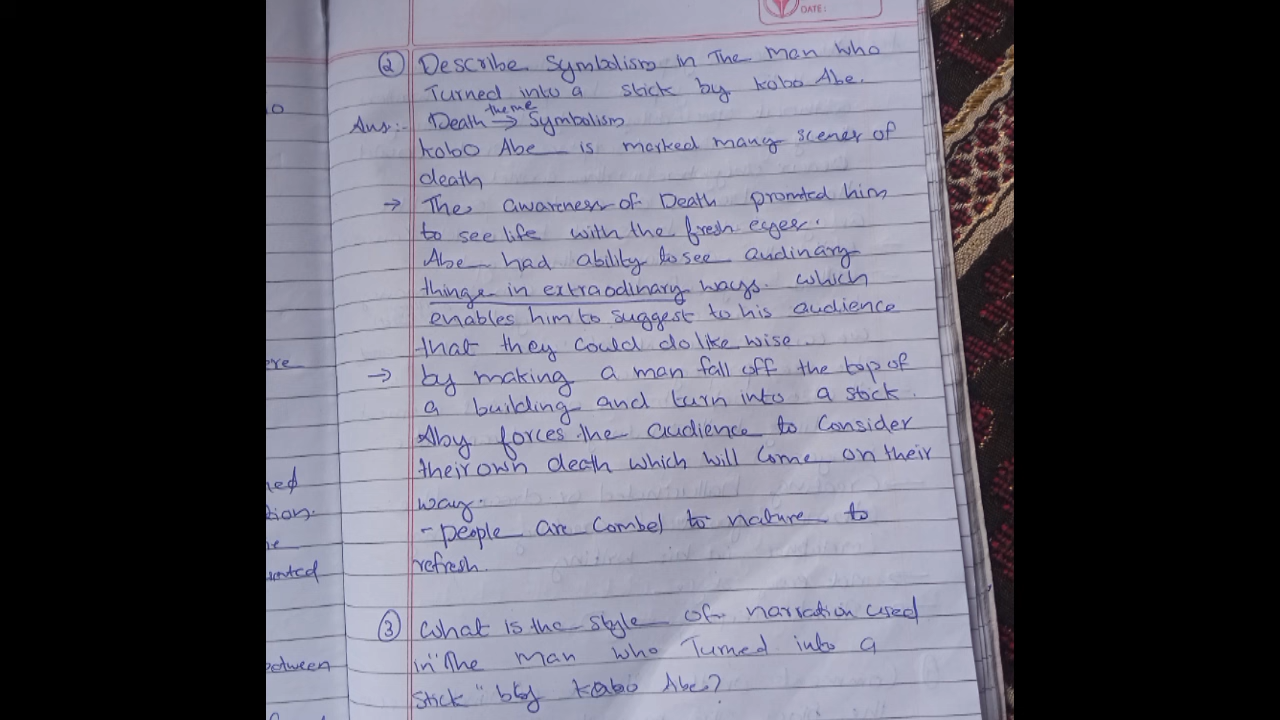 DATE:
② Describe Symbolism in The Man who
Turned into a stick by Kobo Abe.
theme
Ans:- Death → Symbolism
Kobo Abe is marked many scenes of
death
→ The awareness of Death promted him
to see life with the fresh eyes.
Abe had ability to see audinary
things in extraodinary ways. which
enables him to suggest to his audience
that they could do like wise.
→ by making a man fall off the top of
a building and turn into a stick.
Aby forces the audience to consider
their own death which will come on their
way.
- people are combel to nature to
refresh.
③ What is the style of narration used
in "The man who Turned into a
stick" by Kobo Abe?